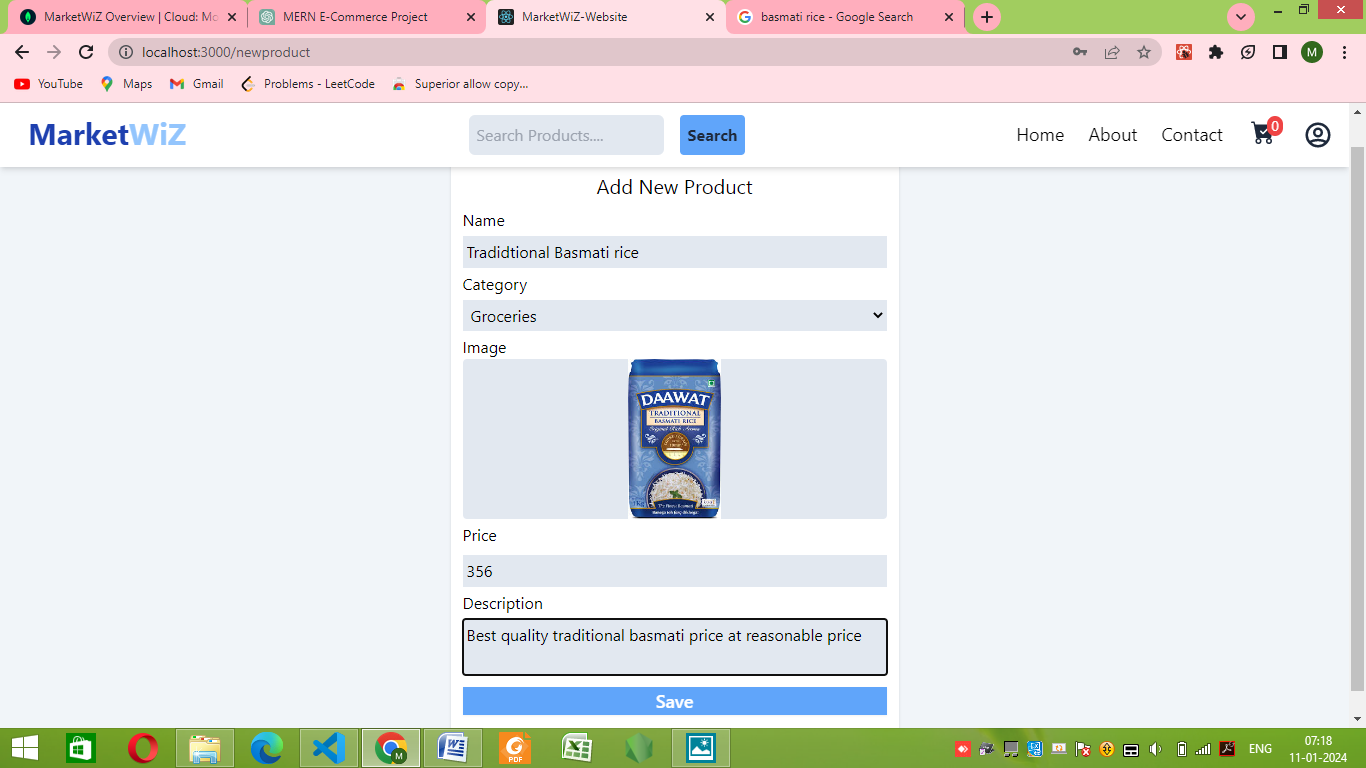 MarketWiZ Overview | Cloud: Mo
MERN E-Commerce Project
MarketWiZ-Website
basmati rice - Google Search
localhost:3000/newproduct
M
YouTube
Maps
Gmail
Problems - LeetCode
Superior allow copy...
MarketWiZ
Search Products....
Search
Home
About
Contact
0
Add New Product
Name
Tradidtional Basmati rice
Category
Groceries
Image
DAAWAT
TRADITIONAL
BASMATI RICE
Price
356
Description
Best quality traditional basmati price at reasonable price
Save
M
PDF
ENG
07:18
11-01-2024